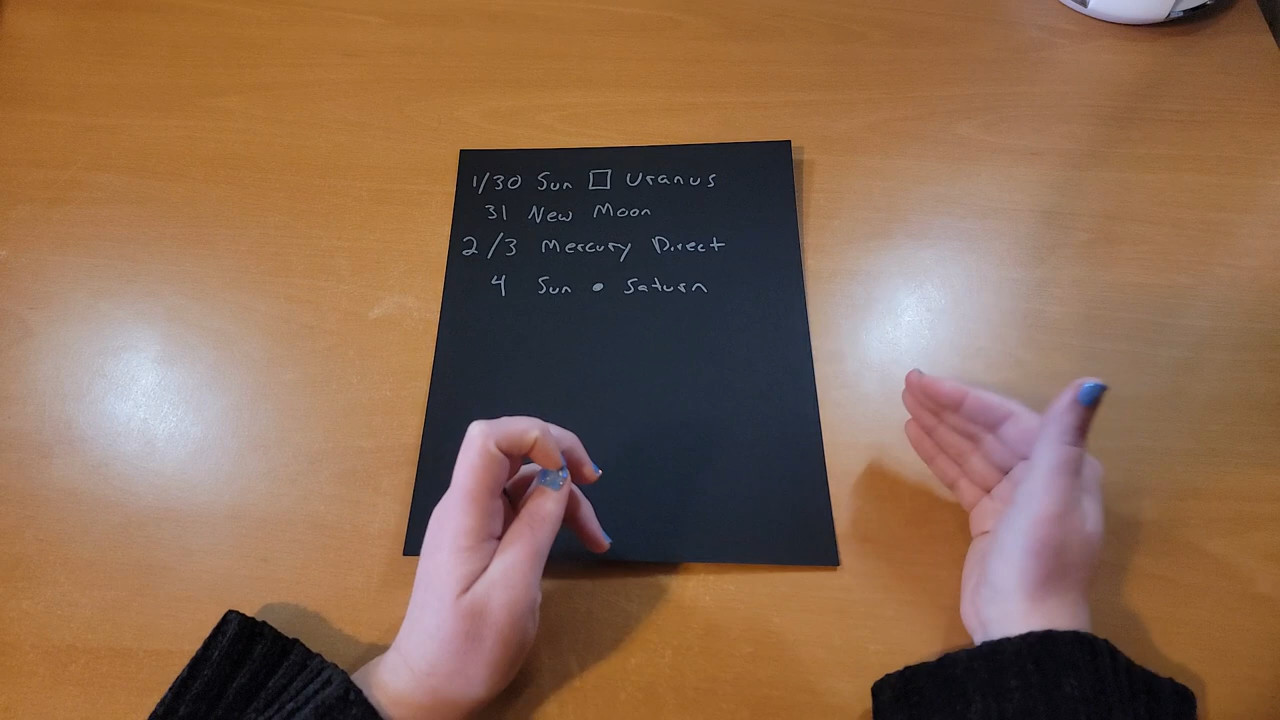 1/30 Sun □ Uranus
31 New Moon
2/3 Mercury Direct
4 Sun • Saturn